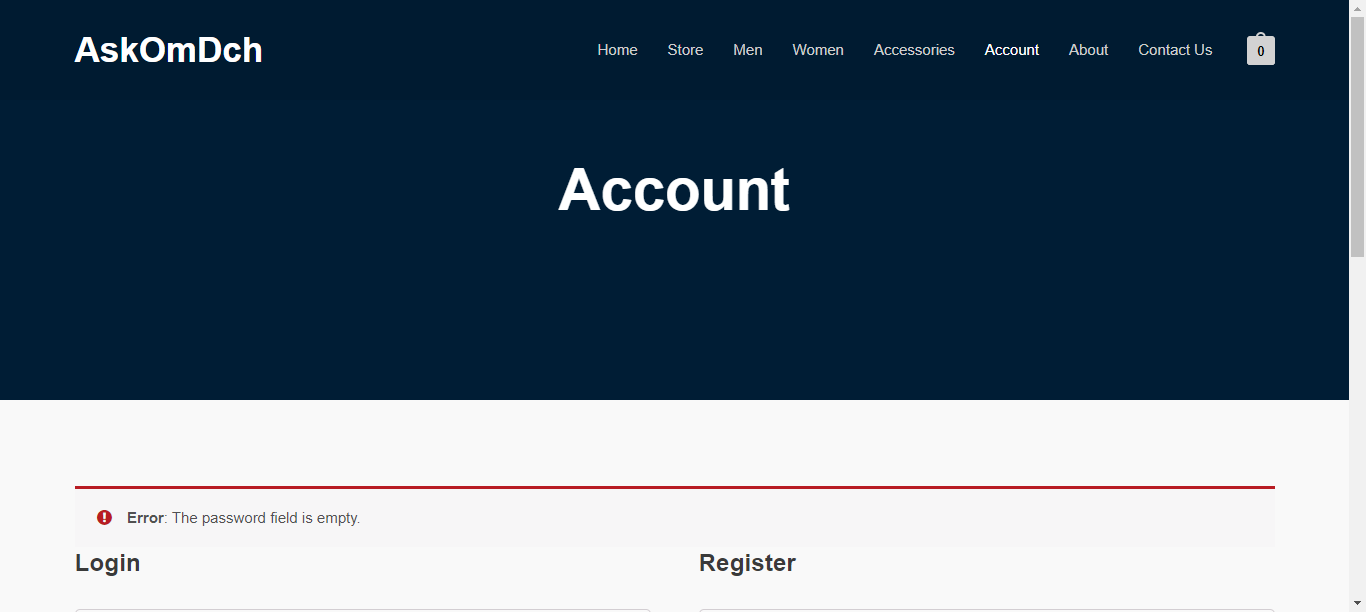 AskOmDch
Home Store Men Women Accessories Account About Contact Us 0
Account
Error: The password field is empty.
Login Register